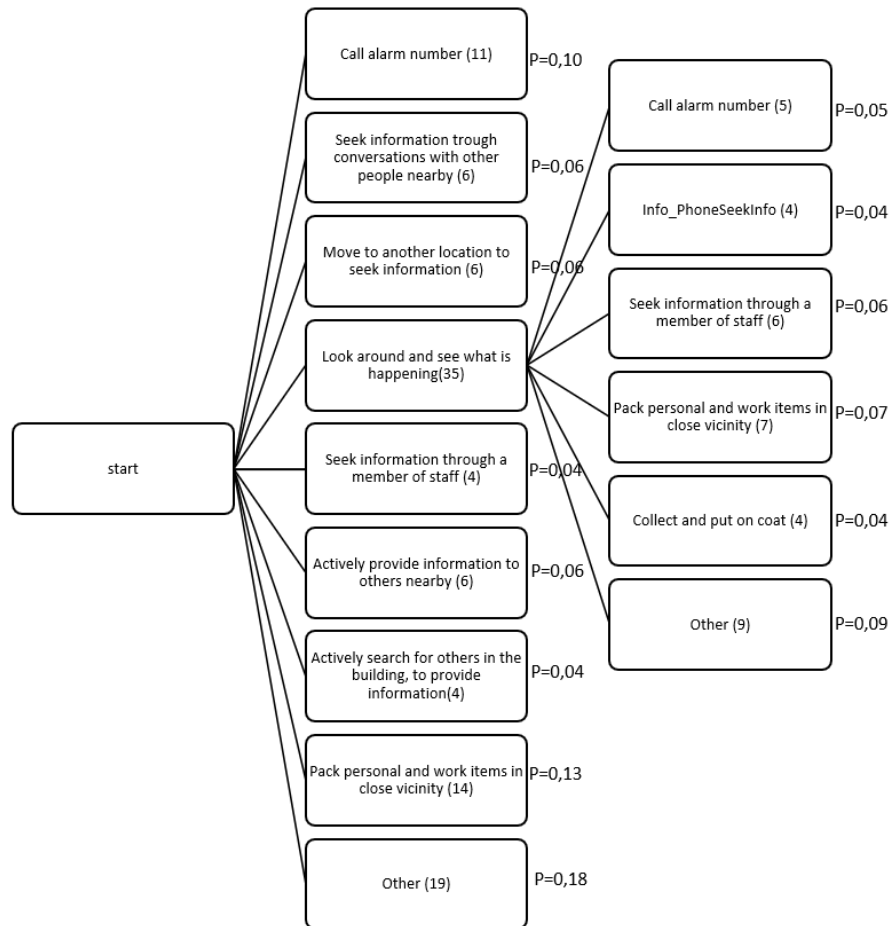 start
Call alarm number (11)
P=0,10
Seek information trough
conversations with other
people nearby (6)
P=0,06
Move to another location to
seek information (6)
P=0,06
Look around and see what is
happening(35)
Seek information through a
member of staff (4)
P=0,04
Actively provide information to
others nearby (6)
P=0,06
Actively search for others in the
building, to provide
information(4)
P=0,04
Pack personal and work items in
close vicinity (14)
P=0,13
Other (19)
P=0,18
Call alarm number (5)
P=0,05
Info_PhoneSeekInfo (4)
P=0,04
Seek information through a
member of staff (6)
P=0,06
Pack personal and work items in
close vicinity (7)
P=0,07
Collect and put on coat (4)
P=0,04
Other (9)
P=0,09